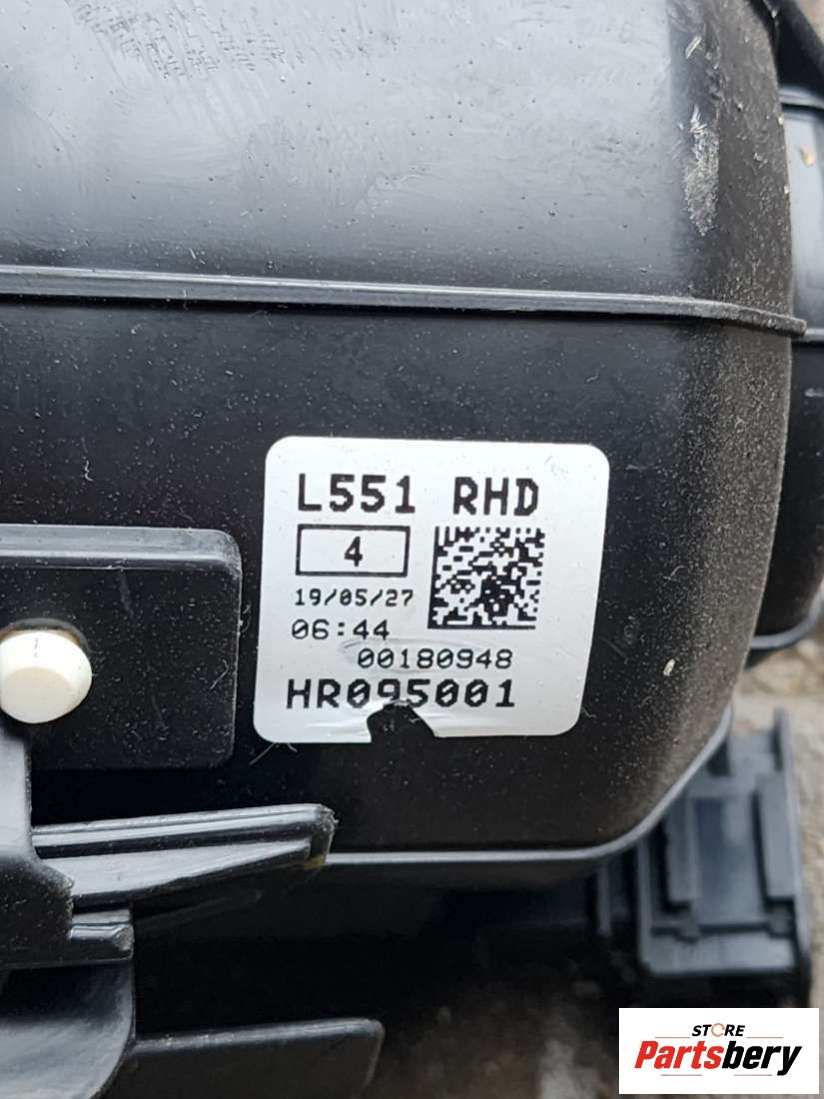 L551 RHD
4
19/05/27
06:44
00180948
HR095001
STORE
Partsbery